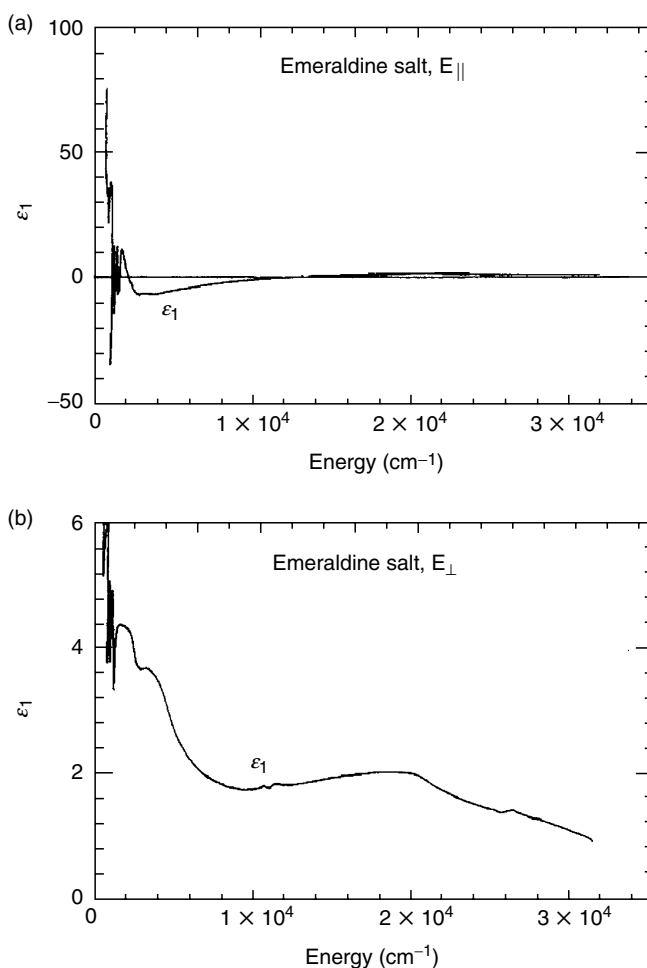 (a)
100
Emeraldine salt, E||
50
ε1
0
ε1
−50
0
1 × 10⁴
2 × 10⁴
3 × 10⁴
Energy (cm⁻¹)
(b)
6
Emeraldine salt, E⊥
4
ε1
ε1
2
0
0
1 × 10⁴
2 × 10⁴
3 × 10⁴
Energy (cm⁻¹)